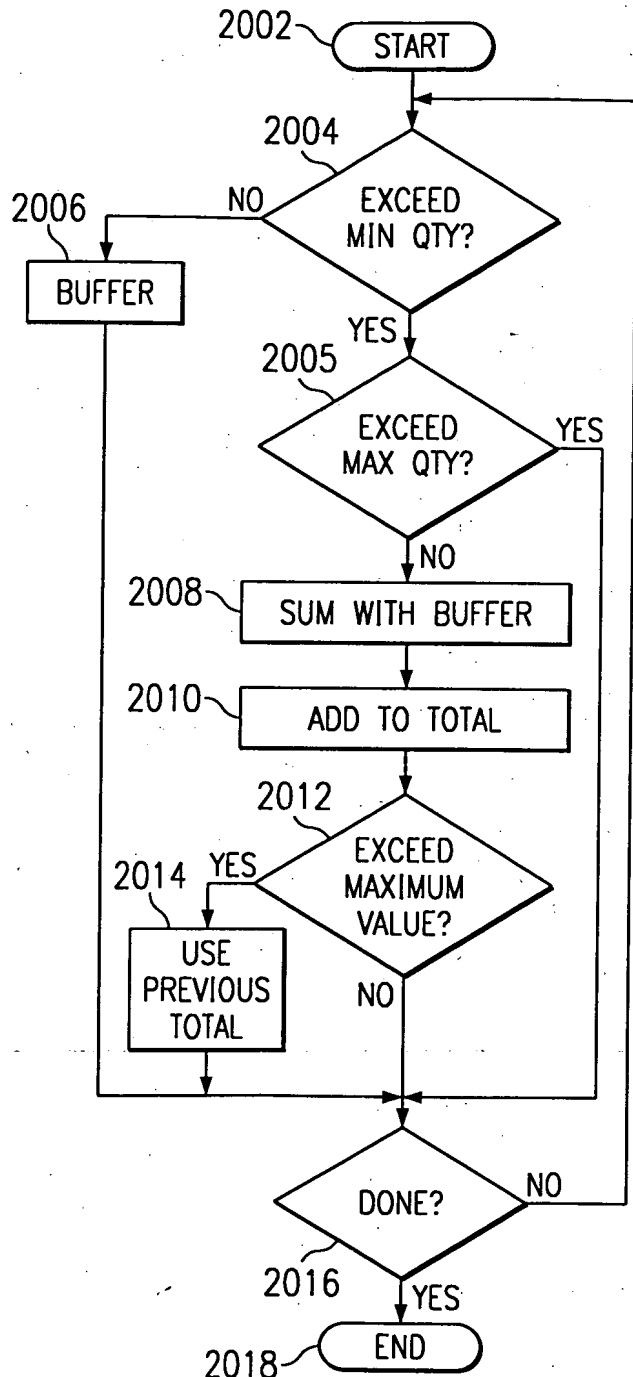 2002
START
2004
NO
EXCEED
MIN QTY?
2006
BUFFER
YES
2005
EXCEED
MAX QTY?
YES
NO
2008
SUM WITH BUFFER
2010
ADD TO TOTAL
2012
YES
EXCEED
MAXIMUM
VALUE?
2014
USE
PREVIOUS
TOTAL
NO
DONE?
NO
2016
YES
END
2018